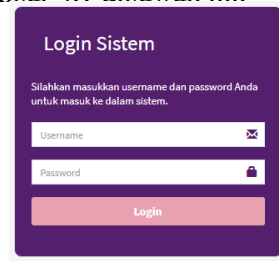 Login Sistem
Silahkan masukkan username dan password Anda
untuk masuk ke dalam sistem.
Username
Password
Login